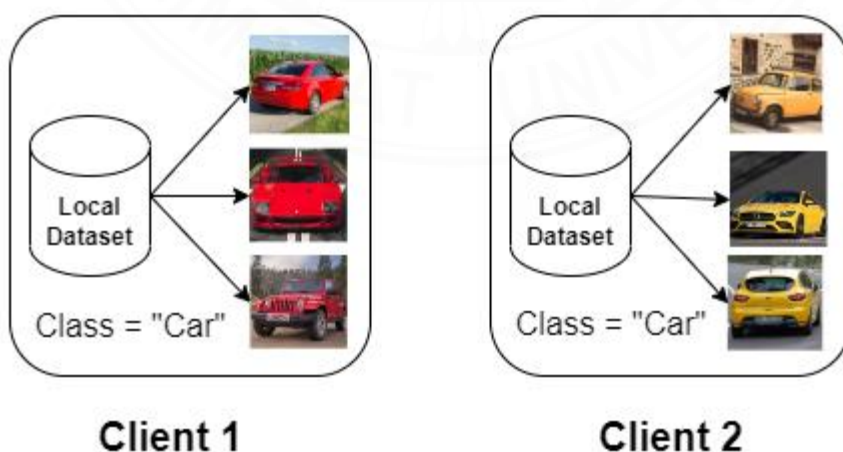 Local
Dataset
Class = "Car"
Client 1
Local
Dataset
Class = "Car"
Client 2